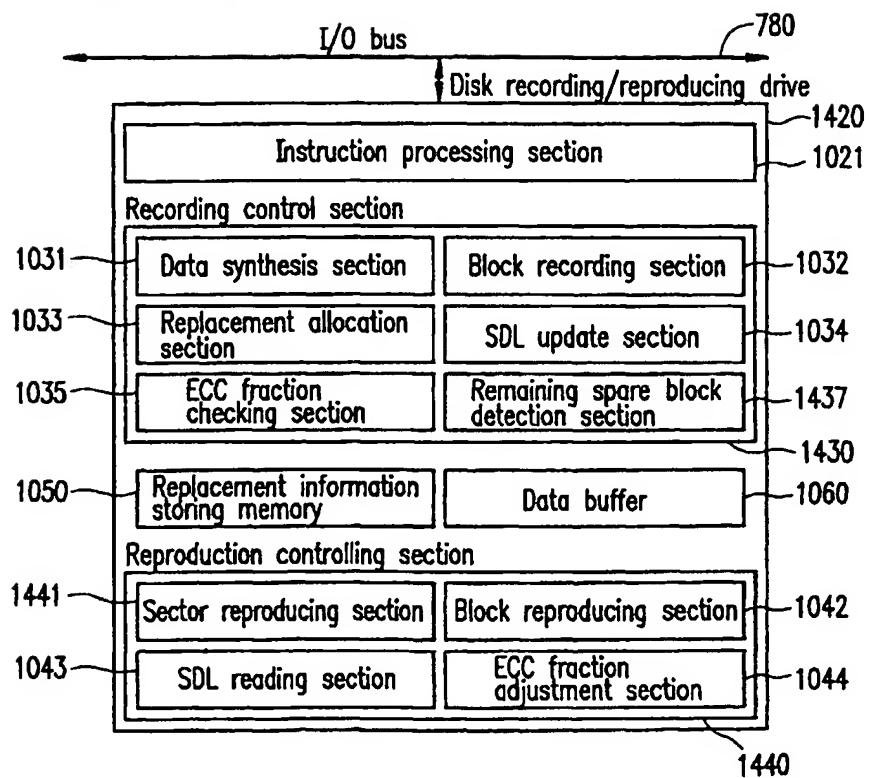 I/O bus
780
Disk recording/reproducing drive
1420
Instruction processing section
1021
Recording control section
1031
Data synthesis section
Block recording section
1032
1033
Replacement allocation
section
SDL update section
1034
1035
ECC fraction
checking section
Remaining spare block
detection section
1437
1430
1050
Replacement information
storing memory
Data buffer
1060
Reproduction controlling section
1441
Sector reproducing section
Block reproducing section
1042
1043
SDL reading section
ECC fraction
adjustment section
1044
1440